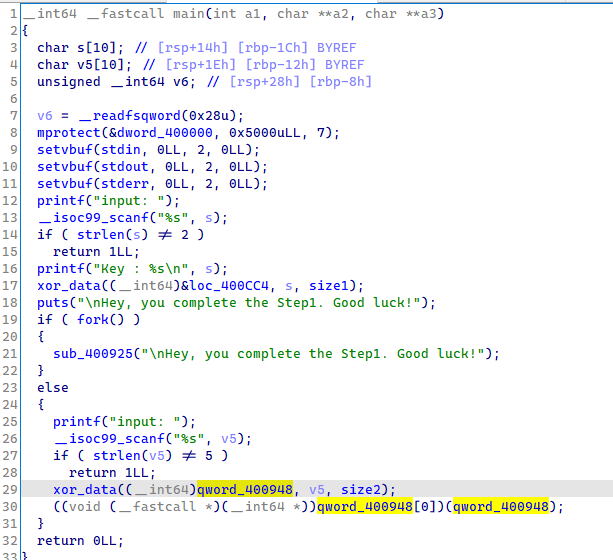 1 __int64 __fastcall main(int a1, char **a2, char **a3)
2 {
3 char s[10]; // [rsp+14h] [rbp-1Ch] BYREF
4 char v5[10]; // [rsp+1Eh] [rbp-12h] BYREF
5 unsigned __int64 v6; // [rsp+28h] [rbp-8h]
6
7 v6 = __readfsqword(0x28u);
8 mprotect(&dword_400000, 0x5000uLL, 7);
9 setvbuf(stdin, 0LL, 2, 0LL);
10 setvbuf(stdout, 0LL, 2, 0LL);
11 setvbuf(stderr, 0LL, 2, 0LL);
12 printf("input: ");
13 __isoc99_scanf("%s", s);
14 if ( strlen(s) ≠ 2 )
15 return 1LL;
16 printf("Key : %s\n", s);
17 xor_data((__int64)&loc_400CC4, s, size1);
18 puts("\nHey, you complete the Step1. Good luck!");
19 if ( fork() )
20 {
21 sub_400925("\nHey, you complete the Step1. Good luck!");
22 }
23 else
24 {
25 printf("input: ");
26 __isoc99_scanf("%s", v5);
27 if ( strlen(v5) ≠ 5 )
28 return 1LL;
29 xor_data((__int64)qword_400948, v5, size2);
30 ((void (__fastcall *)(__int64 *))qword_400948[0])(qword_400948);
31 }
32 return 0LL;
33 }